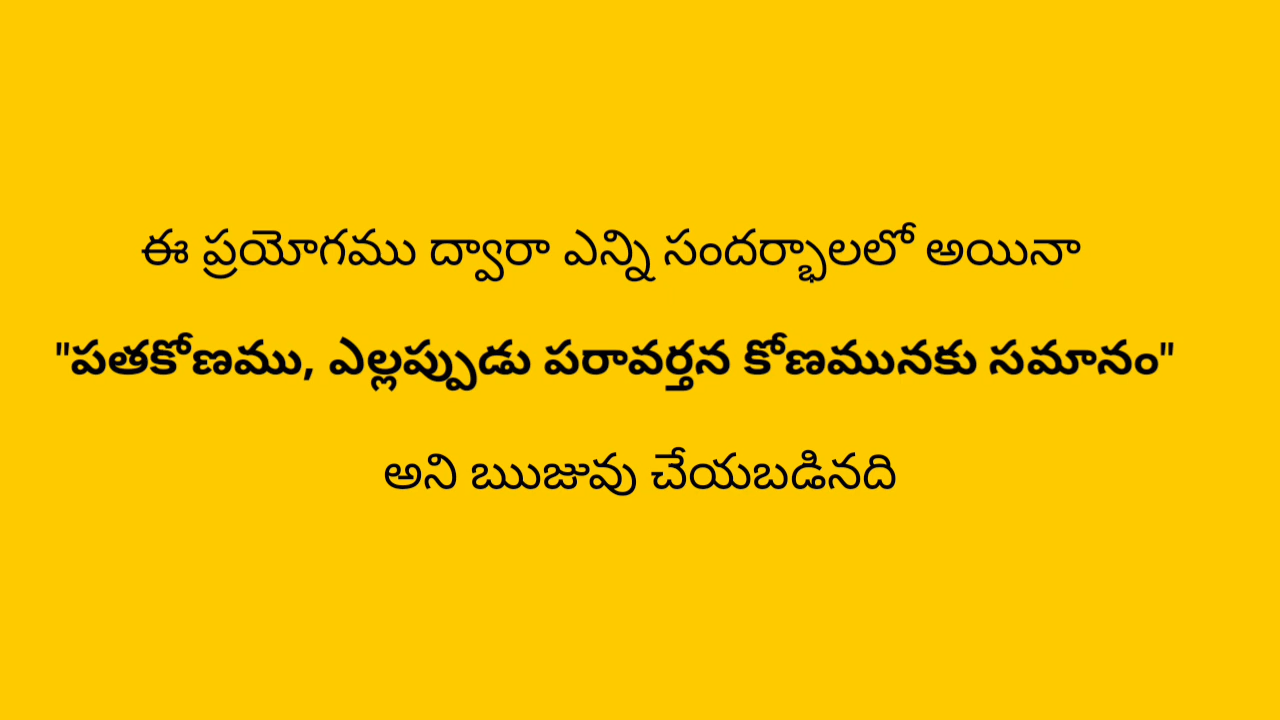 ఈ ప్రయోగము ద్వారా ఎన్ని సందర్భాలలో అయినా
"పతకోణము, ఎల్లప్పుడు పరావర్తన కోణమునకు సమానం"
అని ఋజువు చేయబడినది